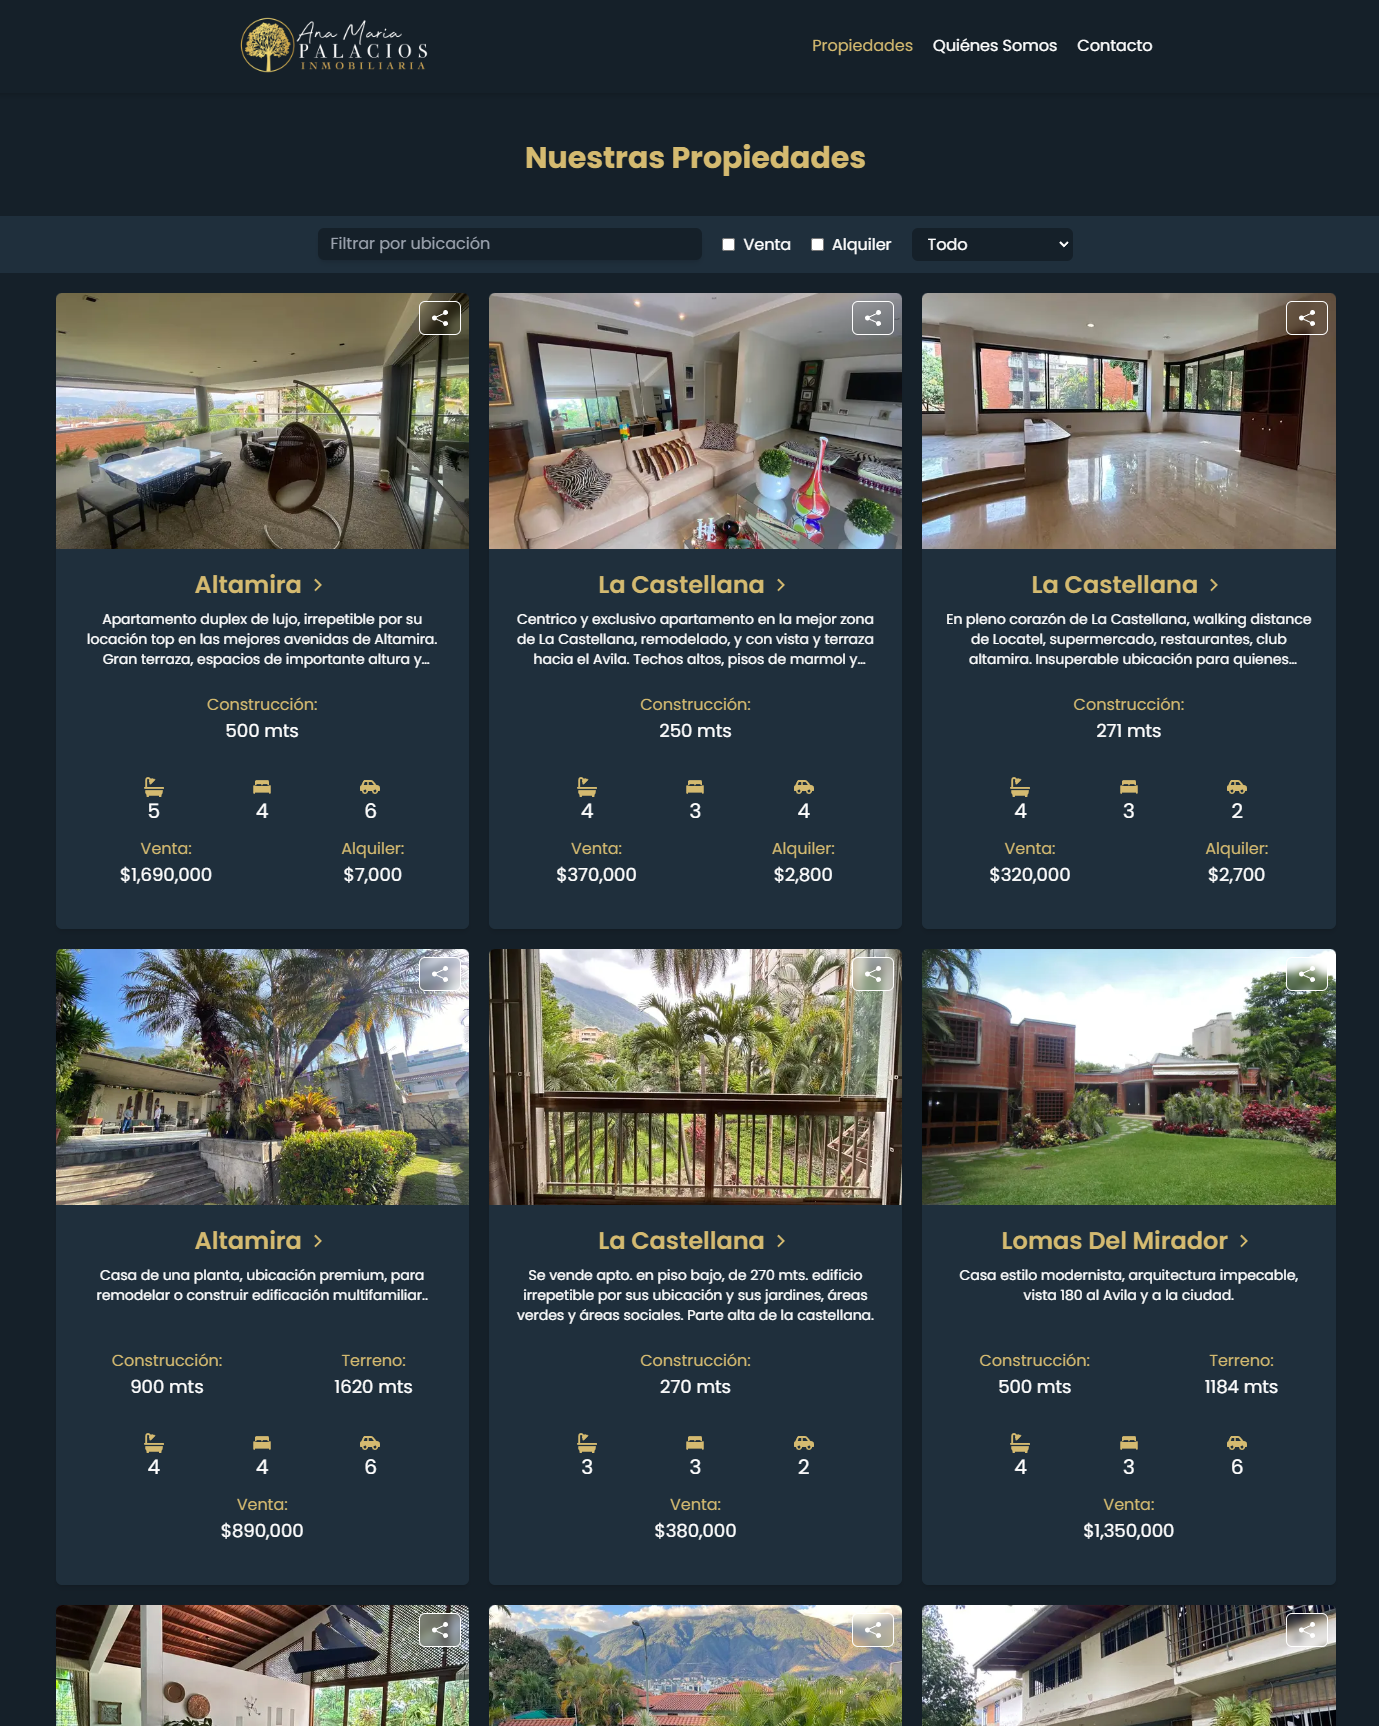 Ana Maria
PALACIOS
INMOBILIARIA
Propiedades
Quiénes Somos
Contacto
Nuestras Propiedades
Filtrar por ubicación
Venta
Alquiler
Todo
Altamira
Apartamento duplex de lujo, irrepetible por su
locación top en las mejores avenidas de Altamira.
Gran terraza, espacios de importante altura y…
Construcción:
500 mts
5
4
6
Venta:
Alquiler:
$1,690,000
$7,000
La Castellana
Centrico y exclusivo apartamento en la mejor zona
de La Castellana, remodelado, y con vista y terraza
hacia el Avila. Techos altos, pisos de marmol y…
Construcción:
250 mts
4
3
4
Venta:
Alquiler:
$370,000
$2,800
La Castellana
En pleno corazón de La Castellana, walking distance
de Locatel, supermercado, restaurantes, club
altamira. Insuperable ubicación para quienes…
Construcción:
271 mts
4
3
2
Venta:
Alquiler:
$320,000
$2,700
Altamira
Casa de una planta, ubicación premium, para
remodelar o construir edificación multifamiliar..
Construcción:
Terreno:
900 mts
1620 mts
4
4
6
Venta:
$890,000
La Castellana
Se vende apto. en piso bajo, de 270 mts. edificio
irrepetible por sus ubicación y sus jardines, áreas
verdes y áreas sociales. Parte alta de la castellana.
Construcción:
270 mts
3
3
2
Venta:
$380,000
Lomas Del Mirador
Casa estilo modernista, arquitectura impecable,
vista 180 al Avila y a la ciudad.
Construcción:
Terreno:
500 mts
1184 mts
4
3
6
Venta:
$1,350,000